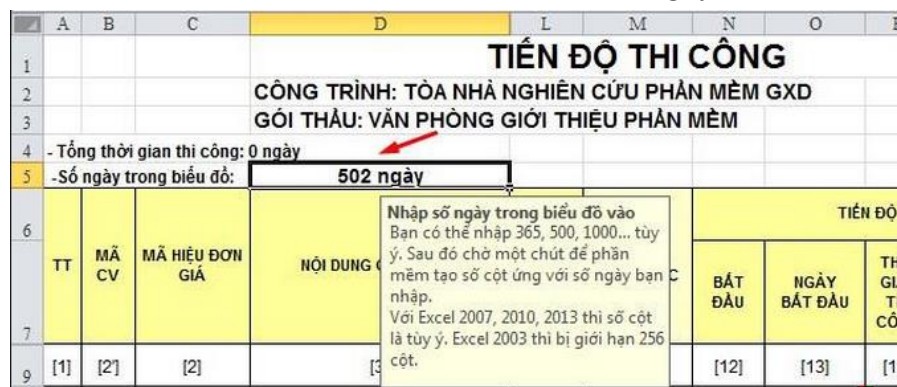 A B C D L M N O
1 TIẾN ĐỘ THI CÔNG
2 CÔNG TRÌNH: TÒA NHÀ NGHIÊN CỨU PHẦN MỀM GXD
3 GÓI THẦU: VĂN PHÒNG GIỚI THIỆU PHẦN MỀM
4 - Tổng thời gian thi công: 0 ngày
5 -Số ngày trong biểu đồ: 502 ngày
6 TIẾN ĐỘ
TT
MÃ CV
MÃ HIỆU ĐƠN GIÁ
NỘI DUNG
Nhập số ngày trong biểu đồ vào
Bạn có thể nhập 365, 500, 1000... tùy
ý. Sau đó chờ một chút để phần
mềm tạo số cột ứng với số ngày bạn
nhập.
Với Excel 2007, 2010, 2013 thì số cột
là tùy ý. Excel 2003 thì bị giới hạn 256
cột.
BẮT ĐẦU
NGÀY BẮT ĐẦU
7
9 [1] [2'] [2] [12] [13]